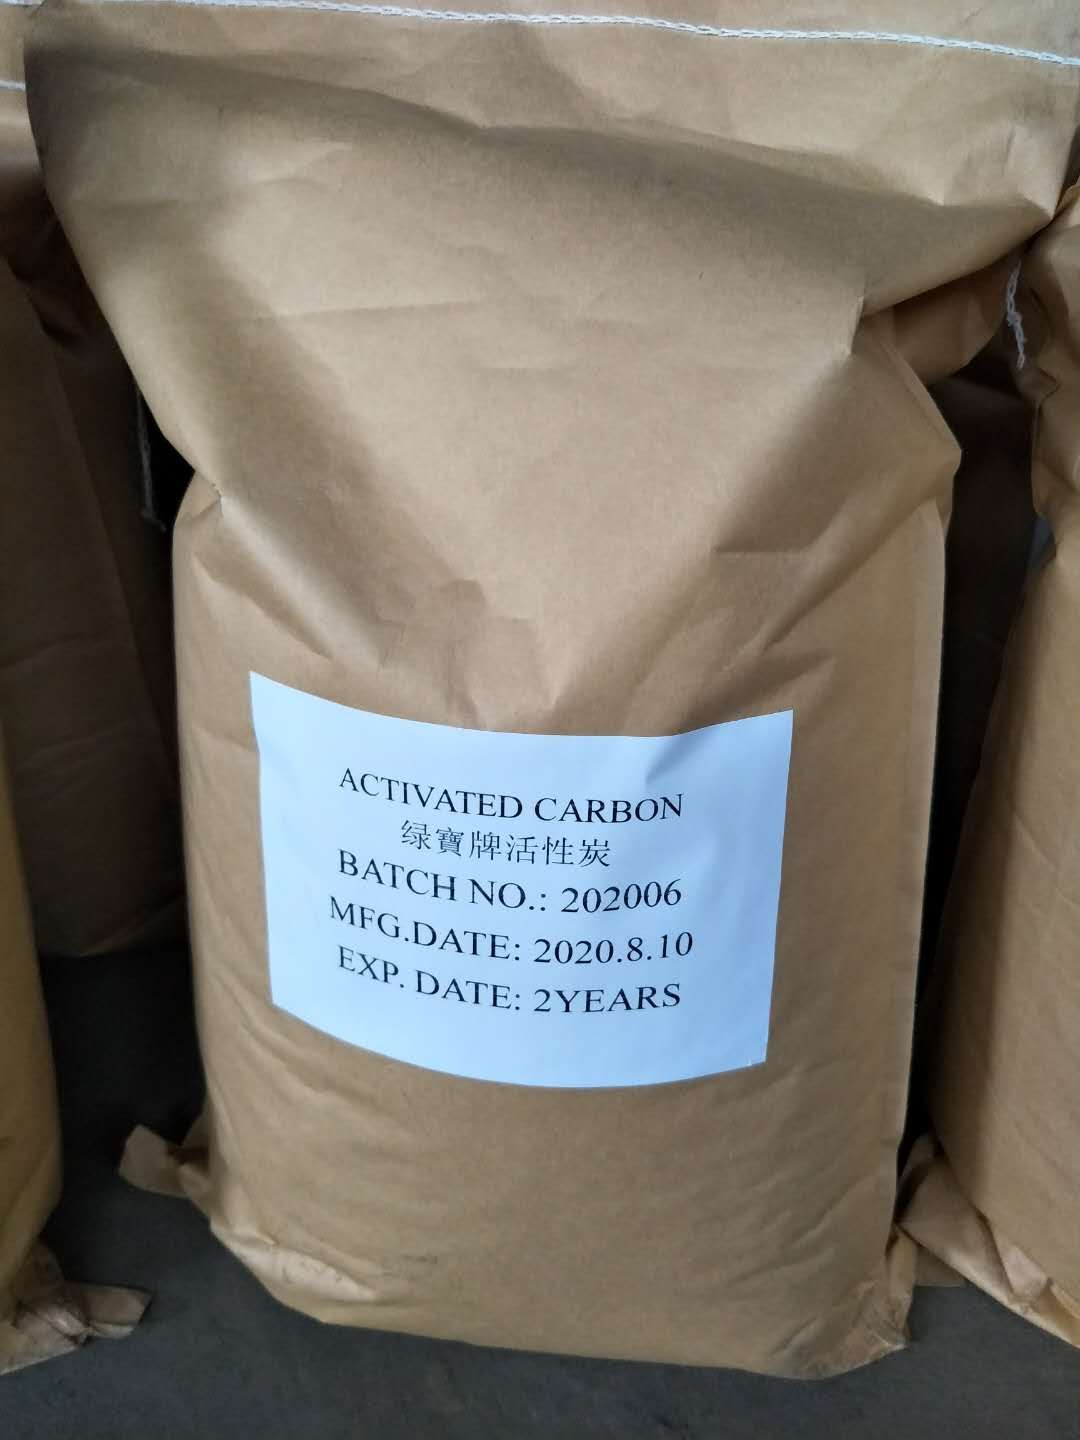 ACTIVATED CARBON
绿寶牌活性炭
BATCH NO.: 202006
MFG.DATE: 2020.8.10
EXP. DATE: 2YEARS